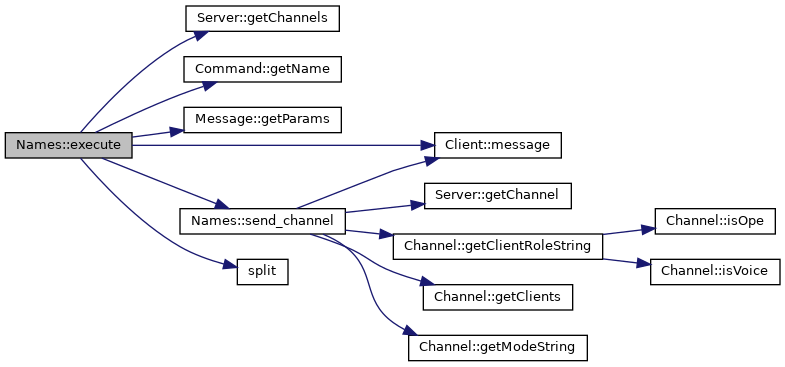 Names::execute
Server::getChannels
Command::getName
Message::getParams
Client::message
Names::send_channel
split
Server::getChannel
Channel::getClientRoleString
Channel::getClients
Channel::getModeString
Channel::isOpe
Channel::isVoice